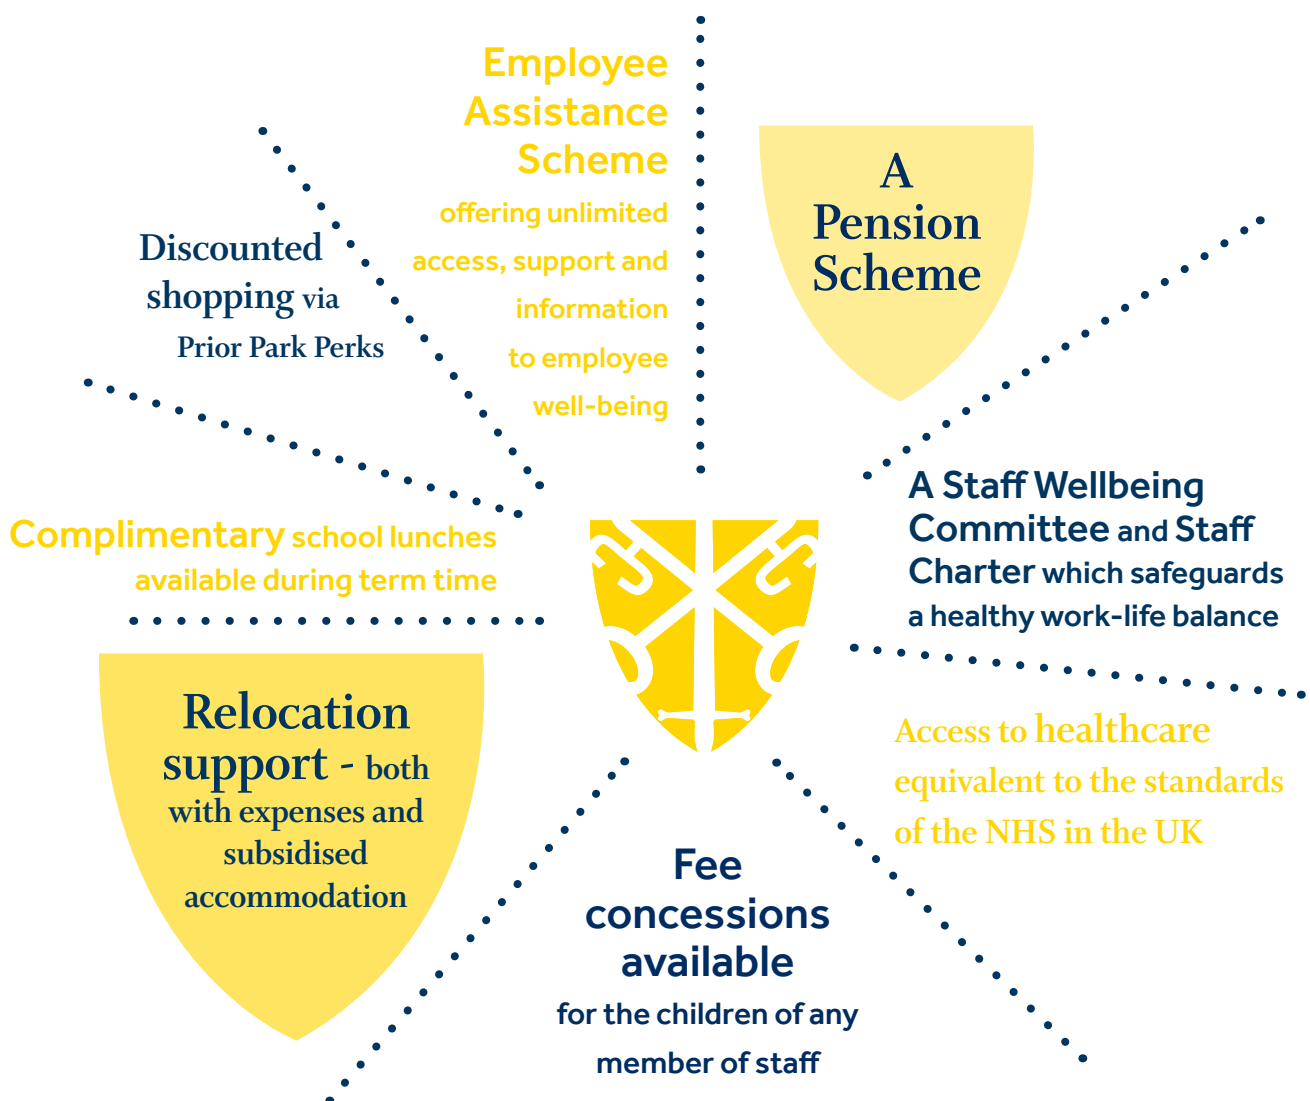 Employee
Assistance
Scheme
offering unlimited
access, support and
information
to employee
well-being
A
Pension
Scheme
Discounted
shopping via
Prior Park Perks
A Staff Wellbeing
Committee and Staff
Charter which safeguards
a healthy work-life balance
Complimentary school lunches
available during term time
Relocation
support - both
with expenses and
subsidised
accommodation
Access to healthcare
equivalent to the standards
of the NHS in the UK
Fee
concessions
available
for the children of any
member of staff